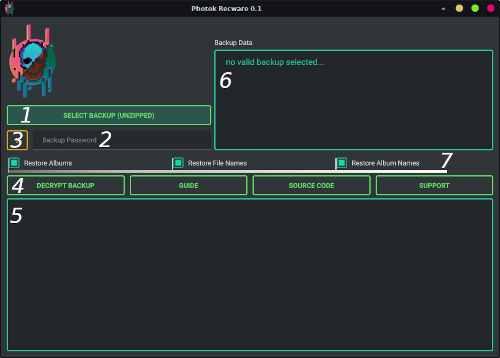 Photok Recware 0.1
Backup Data
no valid backup selected...
6
1 SELECT BACKUP (UNZIPPED)
3 Backup Password 2
7
Restore Albums Restore File Names Restore Album Names
4 DECRYPT BACKUP GUIDE SOURCE CODE SUPPORT
5